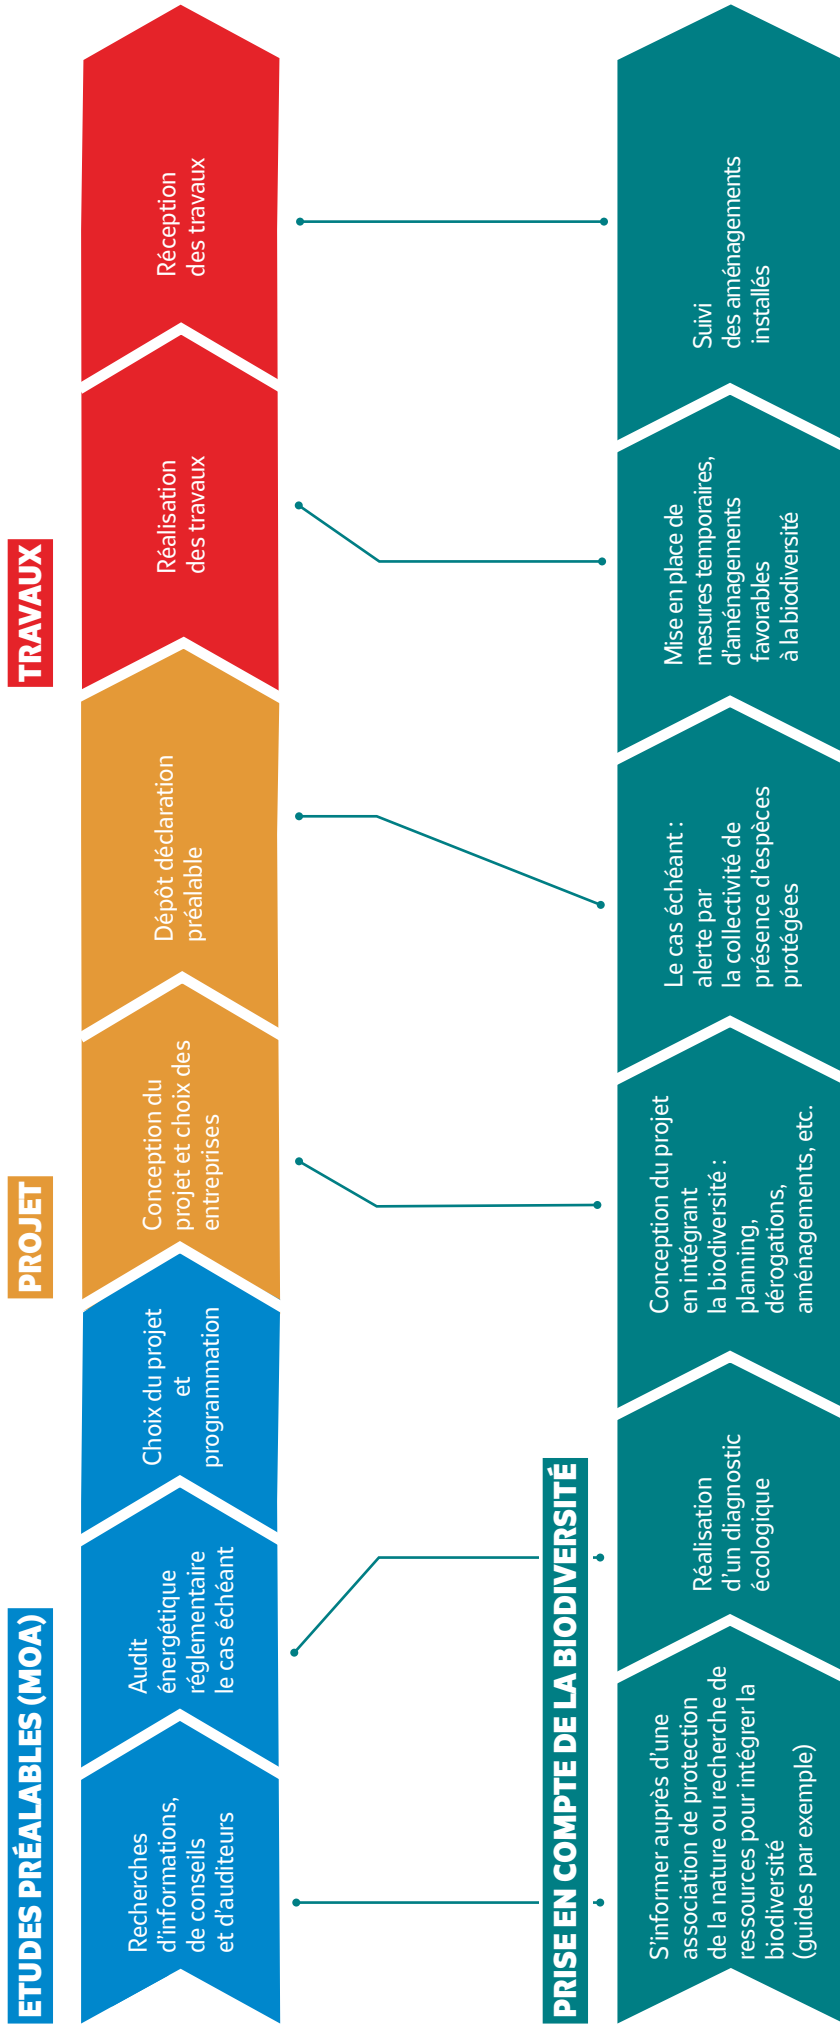 ETUDES PRÉALABLES (MOA)
PROJET
TRAVAUX
Recherches
d'informations,
de conseils
et d'auditeurs
Audit
énergétique
réglementaire
le cas échéant
Choix du projet
et
programmation
Conception du
projet et choix des
entreprises
Dépôt déclaration
préalable
Réalisation
des travaux
Réception
des travaux
PRISE EN COMPTE DE LA BIODIVERSITÉ
S'informer auprès d'une
association de protection
de la nature ou recherche de
ressources pour intégrer la
biodiversité
(guides par exemple)
Réalisation
d'un diagnostic
écologique
Conception du projet
en intégrant
la biodiversité :
planning,
dérogations,
aménagements, etc.
Le cas échéant :
alerte par
la collectivité de
présence d'espèces
protégées
Mise en place de
mesures temporaires,
d'aménagements
favorables
à la biodiversité
Suivi
des aménagements
installés